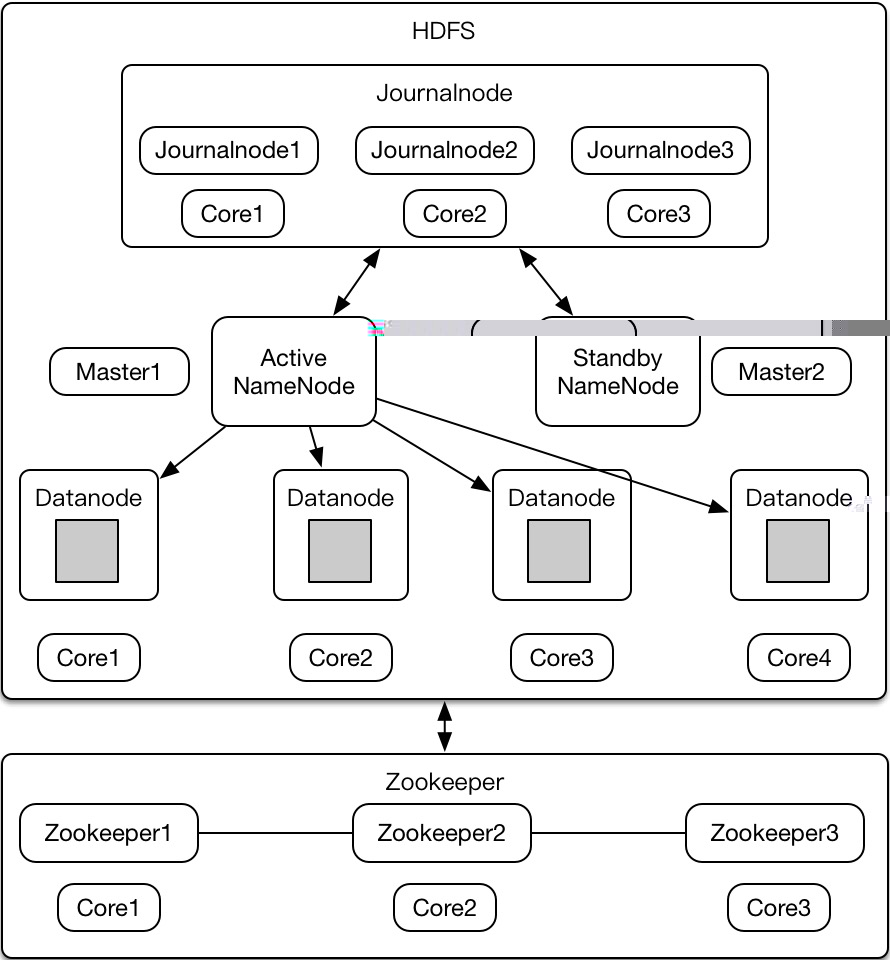 HDFS
Journalnode
Journalnode1 Journalnode2 Journalnode3
Core1 Core2 Core3
Master1
Active
NameNode
Standby
NameNode
Master2
Datanode Datanode Datanode Datanode
Core1 Core2 Core3 Core4
Zookeeper
Zookeeper1 Zookeeper2 Zookeeper3
Core1 Core2 Core3